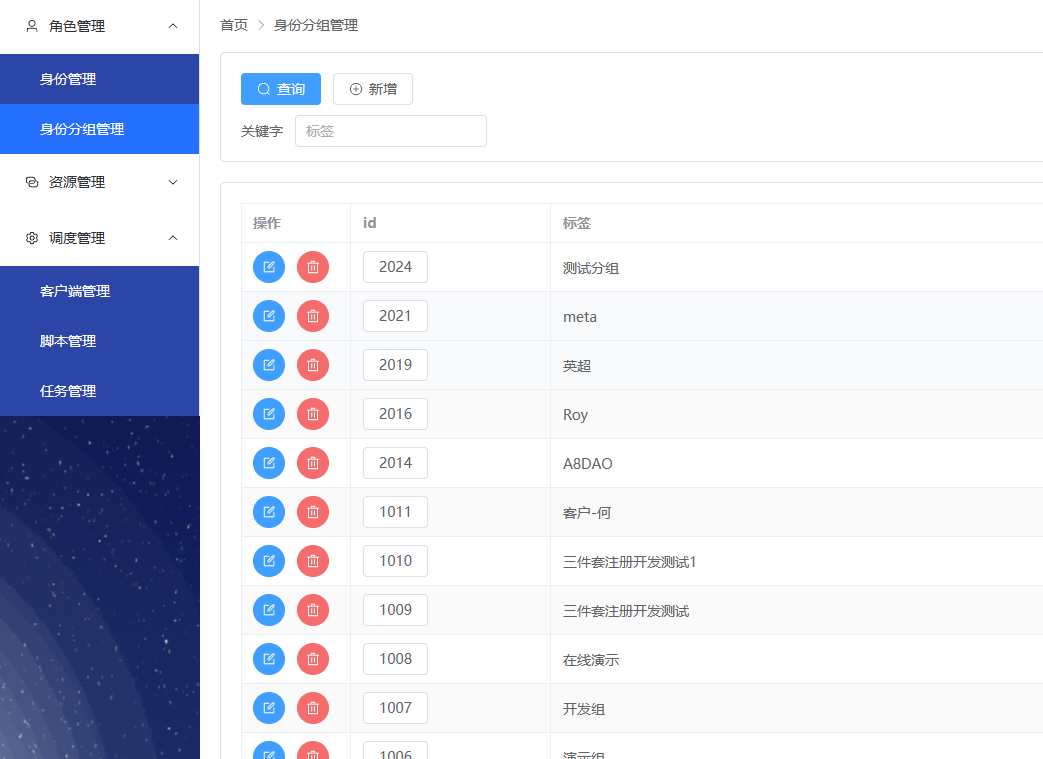 角色管理
身份管理
身份分组管理
资源管理
调度管理
客户端管理
脚本管理
任务管理
首页 > 身份分组管理
查询 新增
关键字 标签
操作 id 标签
2024 测试分组
2021 meta
2019 英超
2016 Roy
2014 A8DAO
1011 客户-何
1010 三件套注册开发测试1
1009 三件套注册开发测试
1008 在线演示
1007 开发组
1006 演示组